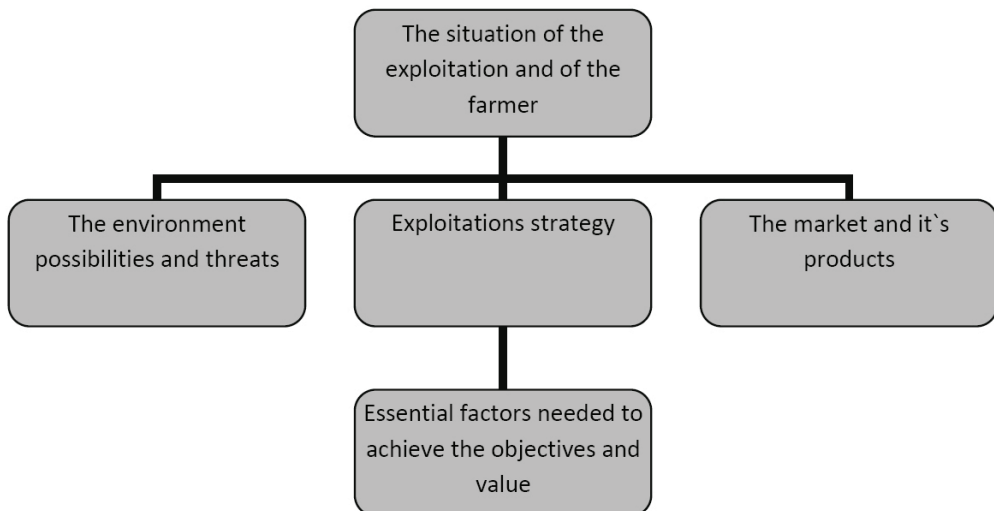 The situation of the
exploitation and of the
farmer
The environment
possibilities and threats
Exploitations strategy
The market and it`s
products
Essential factors needed to
achieve the objectives and
value